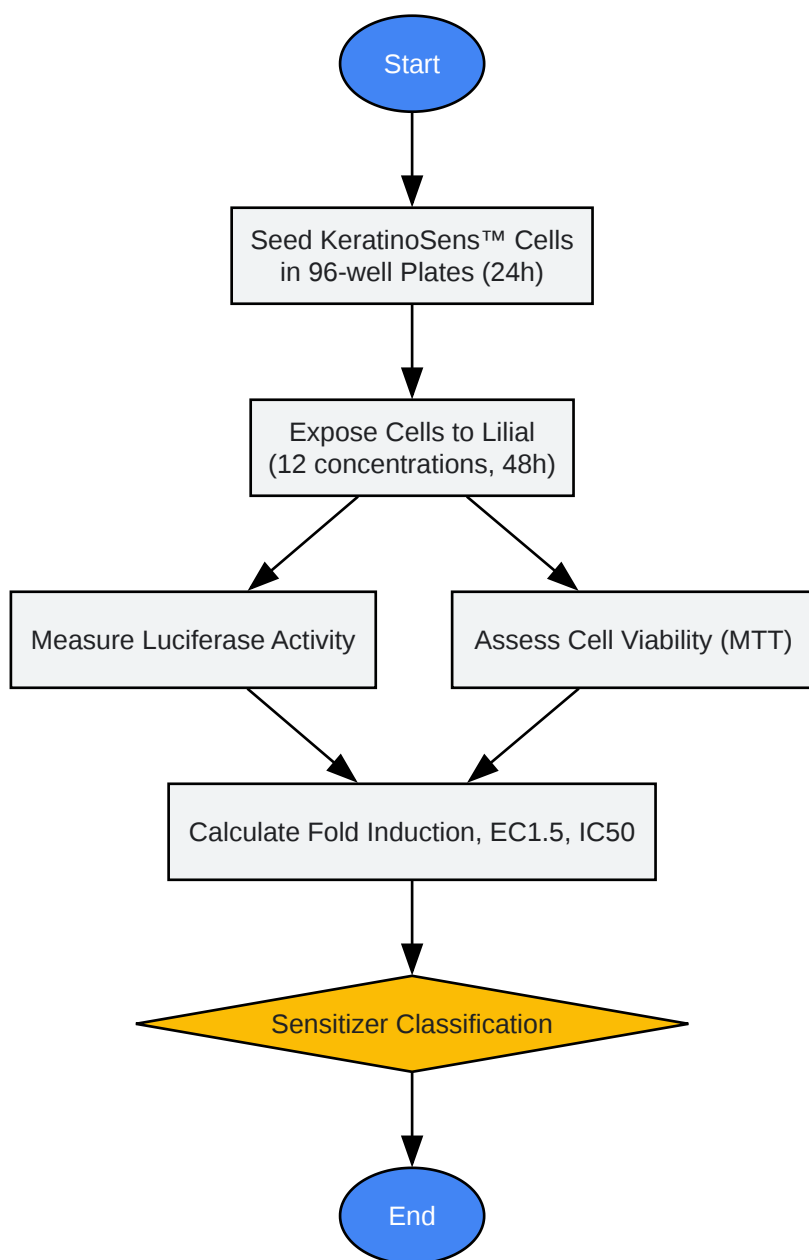 Start
Seed KeratinoSens™ Cells
in 96-well Plates (24h)
Expose Cells to Lilial
(12 concentrations, 48h)
Measure Luciferase Activity
Assess Cell Viability (MTT)
Calculate Fold Induction, EC1.5, IC50
Sensitizer Classification
End